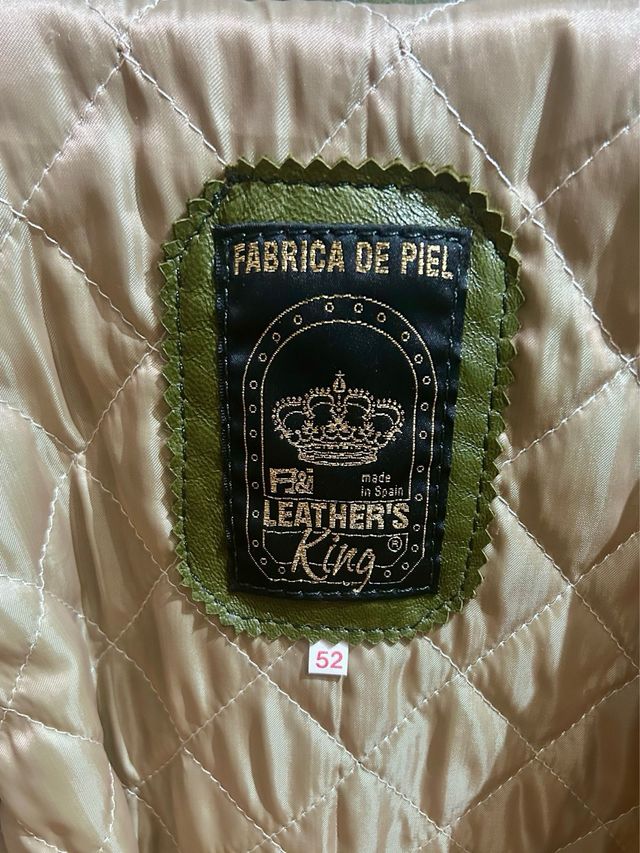 FABRICA DE PIEL
made
in Spain
LEATHER'S
King
®
52